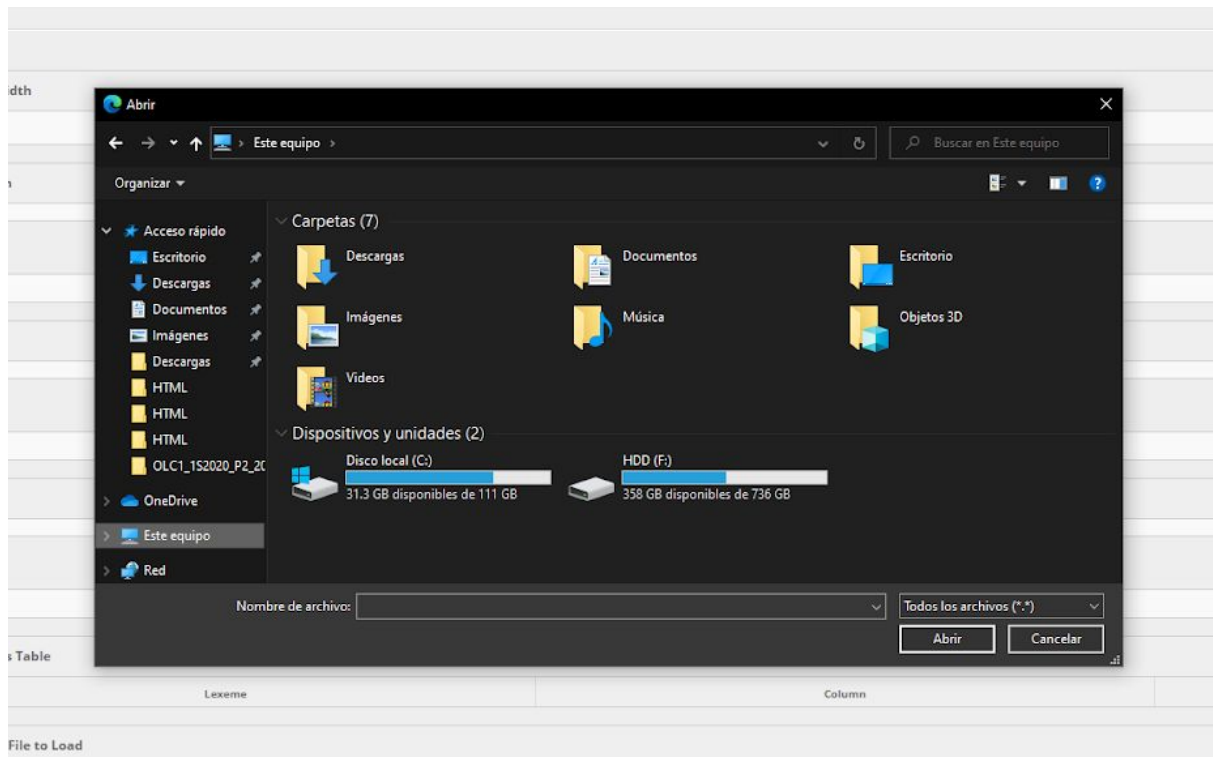 idth
Abrir
Este equipo
Buscar en Este equipo
Organizar
Acceso rápido
Escritorio
Descargas
Documentos
Imágenes
Descargas
HTML
HTML
HTML
OLC1_1S2020_P2_20
OneDrive
Este equipo
Red
Carpetas (7)
Descargas
Documentos
Escritorio
Imágenes
Música
Objetos 3D
Videos
Dispositivos y unidades (2)
Disco local (C:)
31.3 GB disponibles de 111 GB
HDD (F:)
358 GB disponibles de 736 GB
Nombre de archivo:
Todos los archivos (*.*)
Abrir
Cancelar
s Table
Lexeme
Column
File to Load